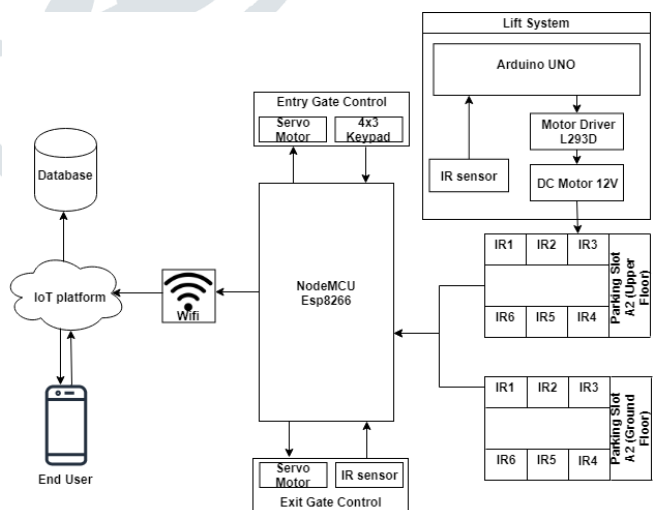 Lift System
Arduino UNO
Motor Driver
L293D
IR sensor
DC Motor 12V
Entry Gate Control
Servo
Motor
4x3
Keypad
Database
IoT platform
Wifi
NodeMCU
Esp8266
End User
IR1
IR2
IR3
IR6
IR5
IR4
Parking Slot
A2 (Upper
Floor)
IR1
IR2
IR3
IR6
IR5
IR4
Parking Slot
A2 (Ground
Floor)
Servo
Motor
IR sensor
Exit Gate Control